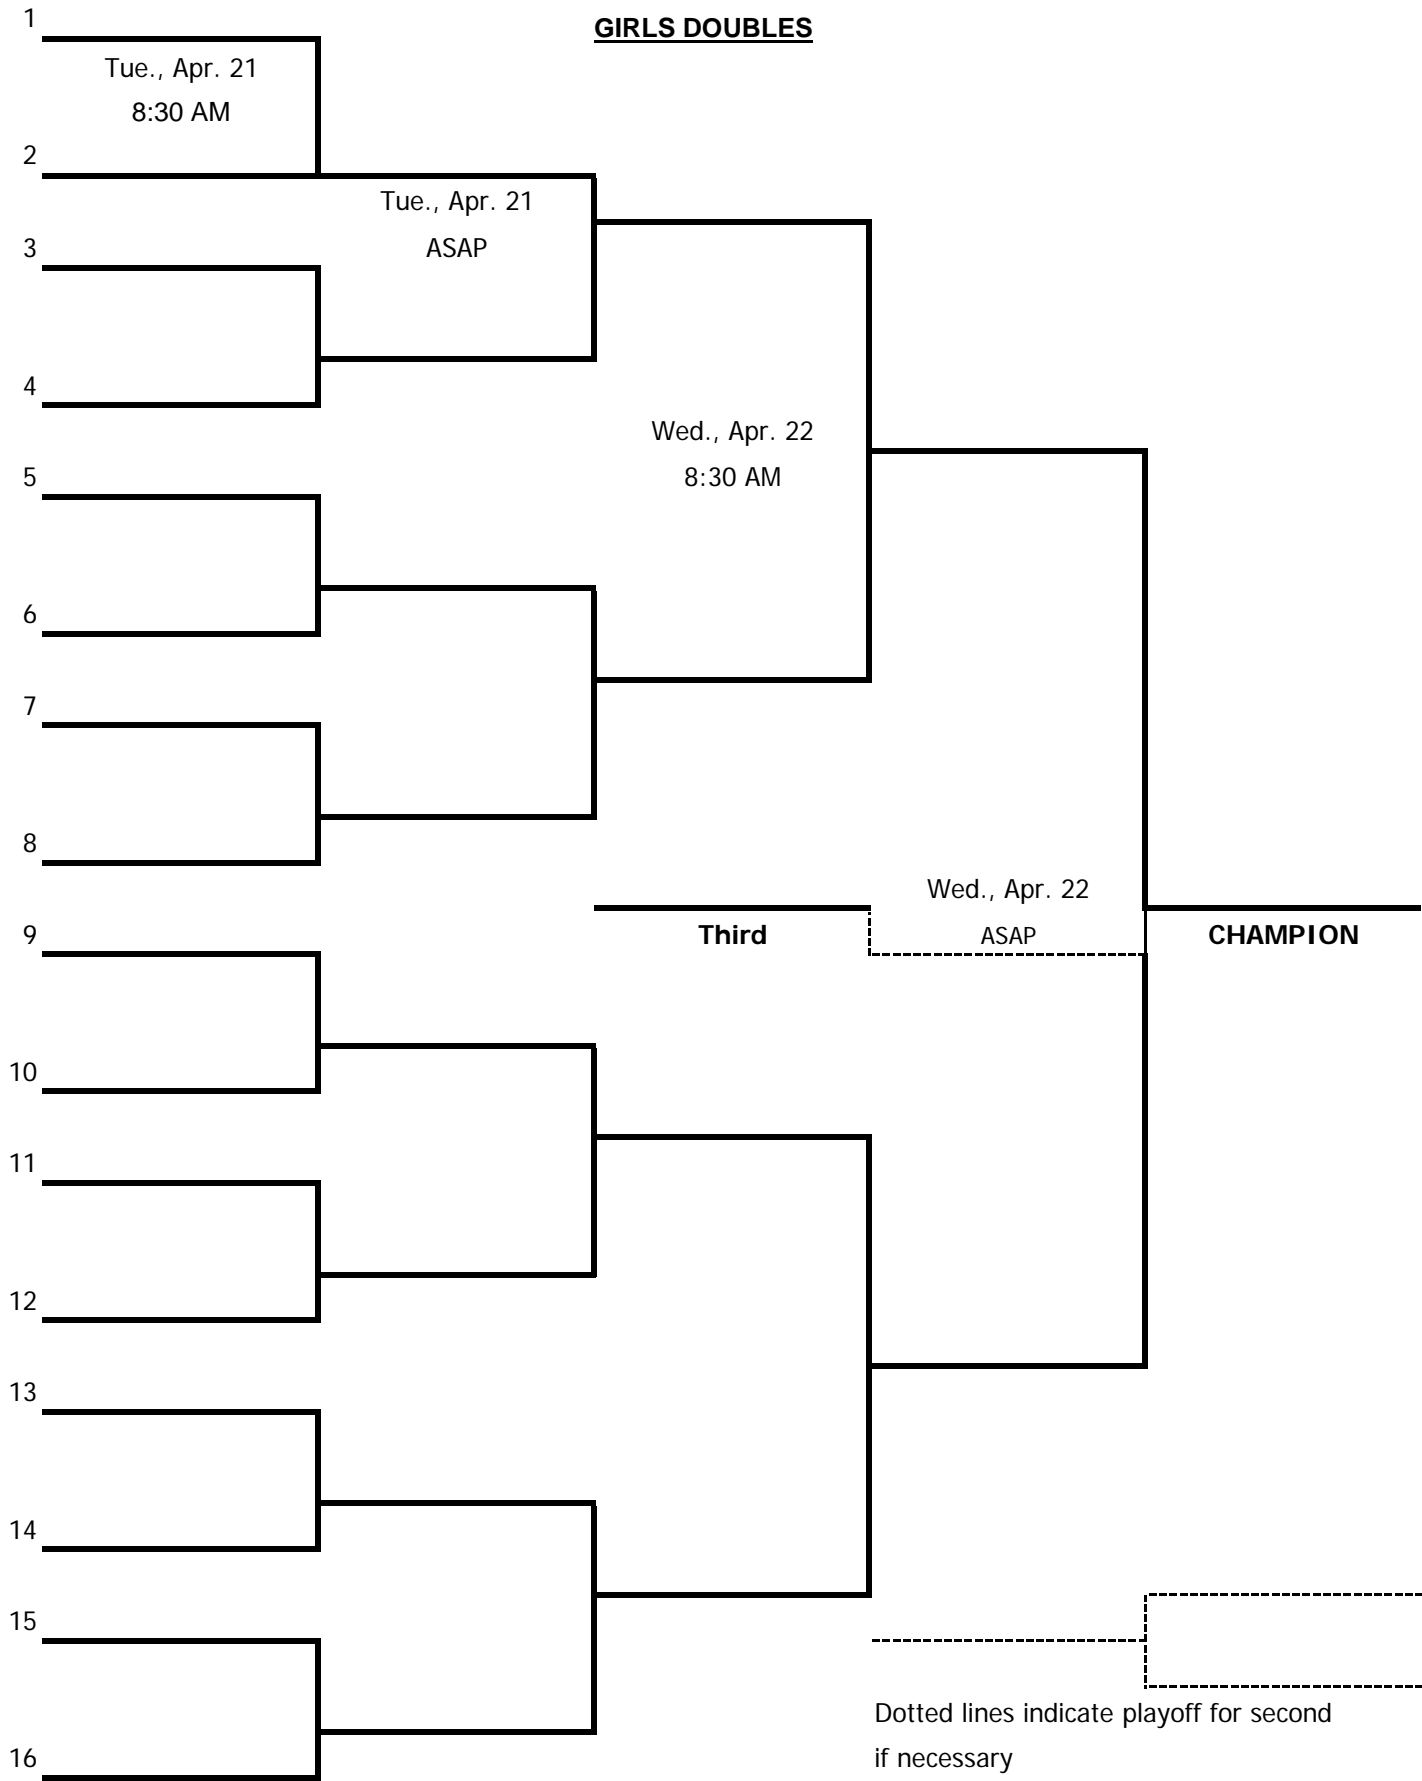 GIRLS DOUBLES
1
Tue., Apr. 21
8:30 AM
2
Tue., Apr. 21
ASAP
3
4
Wed., Apr. 22
8:30 AM
5
6
7
8
Wed., Apr. 22
Third
ASAP
CHAMPION
9
10
11
12
13
14
15
16
Dotted lines indicate playoff for second
if necessary